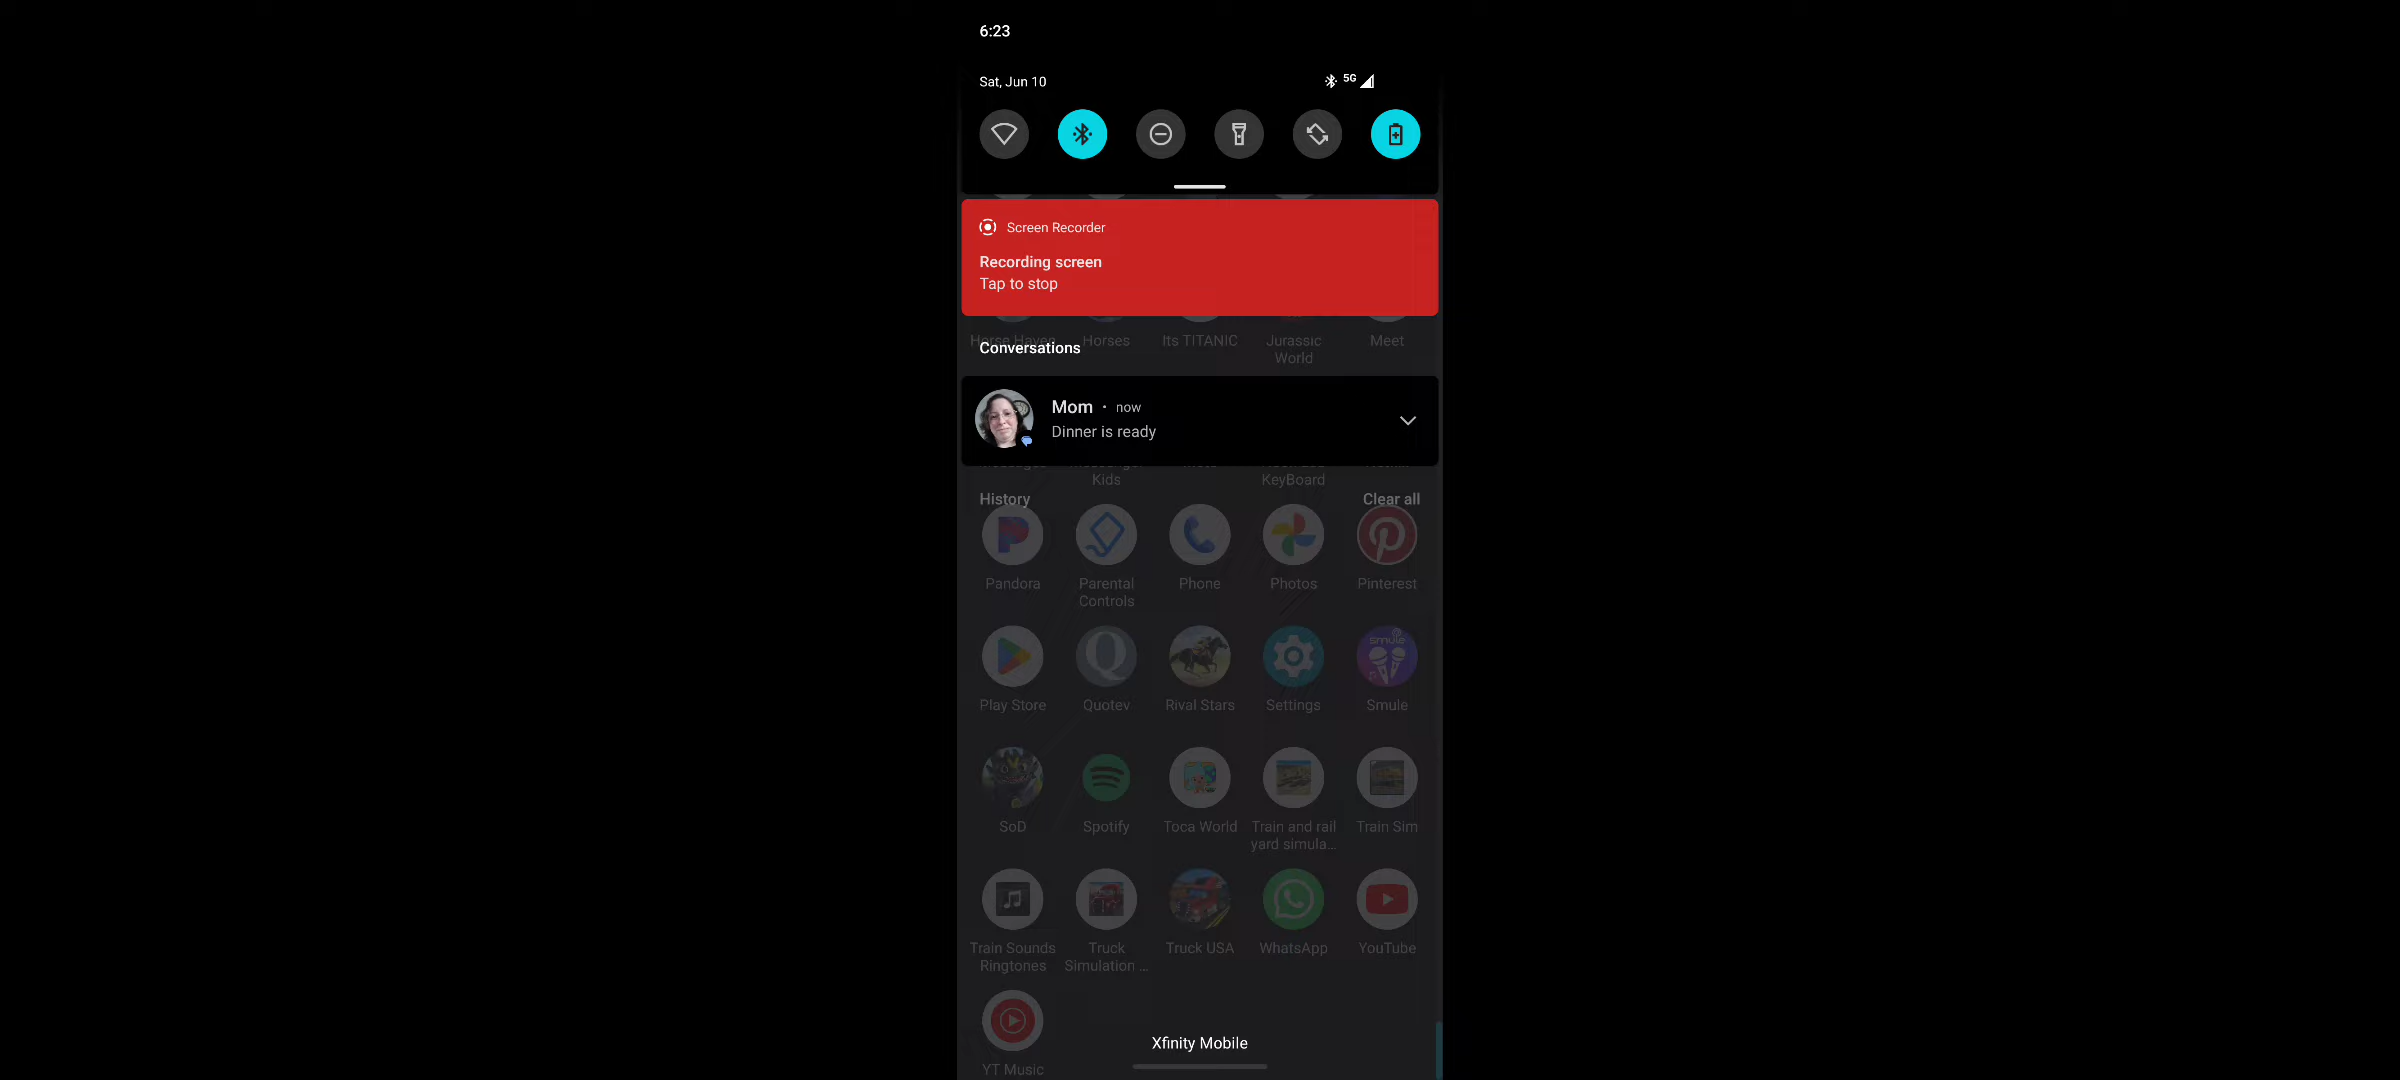 6:23
Sat, Jun 10
5G
Screen Recorder
Recording screen
Tap to stop
Horse Haven Horses Its TITANIC Jurassic World Meet
Conversations
Mom • now
Dinner is ready
Kids KeyBoard
History Clear all
Pandora Parental Controls Phone Photos Pinterest
Play Store Quotev Rival Stars Settings Smule
SoD Spotify Toca World Train and rail yard simula... Train Sim
Train Sounds Ringtones Truck Simulation ... Truck USA WhatsApp YouTube
Xfinity Mobile
YT Music